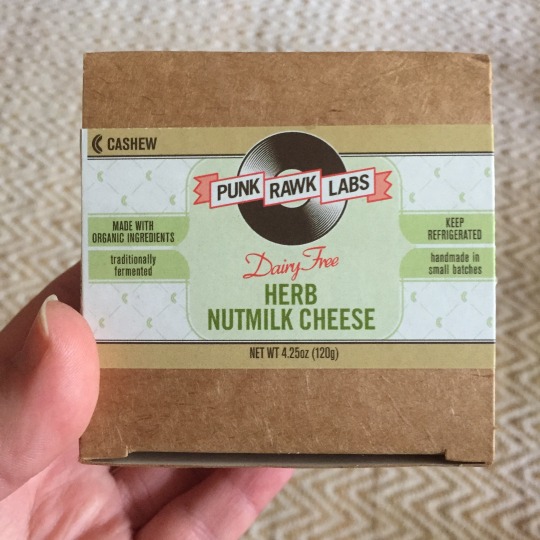 CASHEW
PUNK RAWK LABS
MADE WITH
ORGANIC INGREDIENTS
traditionally
fermented
Dairy Free
HERB
NUTMILK CHEESE
KEEP
REFRIGERATED
handmade in
small batches
NET WT 4.25oz (120g)